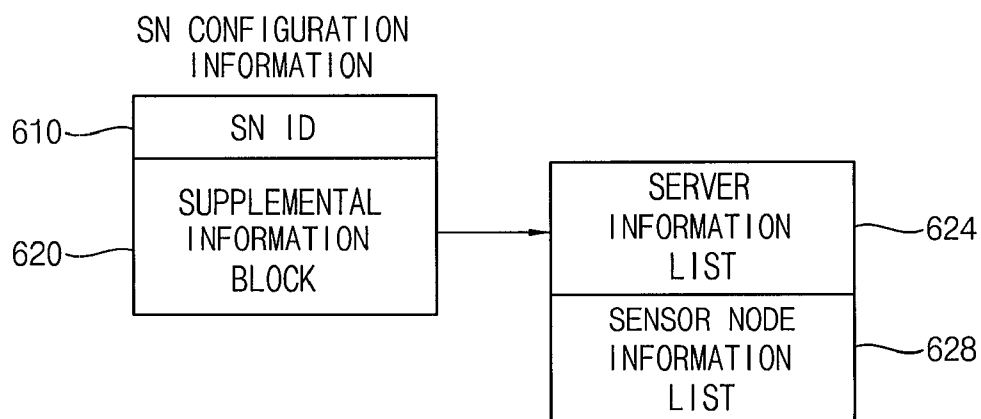 SN CONFIGURATION
INFORMATION
610
SN ID
620
SUPPLEMENTAL
INFORMATION
BLOCK
SERVER
INFORMATION
LIST
624
SENSOR NODE
INFORMATION
LIST
628